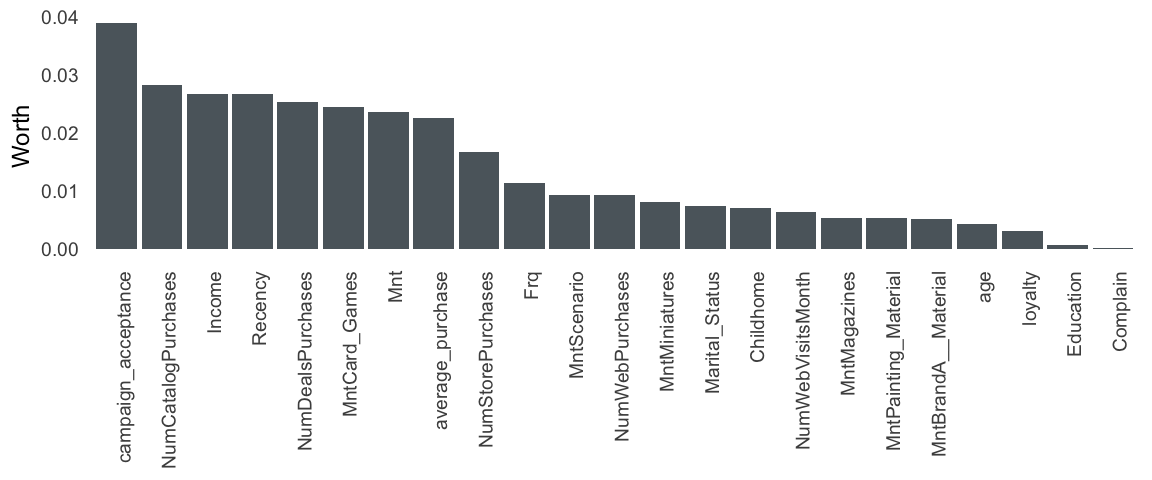 0.04
0.03
0.02
0.01
0.00
Worth
campaign_acceptance
NumCatalogPurchases
Income
Recency
NumDealsPurchases
MntCard_Games
Mnt
average_purchase
NumStorePurchases
Frq
MntScenario
NumWebPurchases
MntMiniatures
Marital_Status
Childhome
NumWebVisitsMonth
MntMagazines
MntPainting_Material
MntBrandA__Material
age
loyalty
Education
Complain